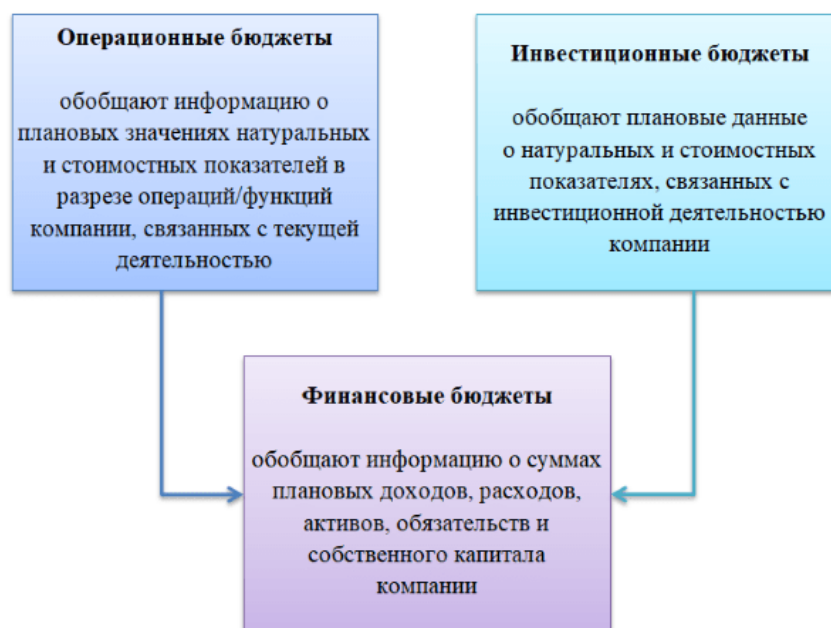 Операционные бюджеты
обобщают информацию о
плановых значениях натуральных
и стоимостных показателей в
разрезе операций/функций
компании, связанных с текущей
деятельностью
Инвестиционные бюджеты
обобщают плановые данные
о натуральных и стоимостных
показателях, связанных с
инвестиционной деятельностью
компании
Финансовые бюджеты
обобщают информацию о суммах
плановых доходов, расходов,
активов, обязательств и
собственного капитала
компании